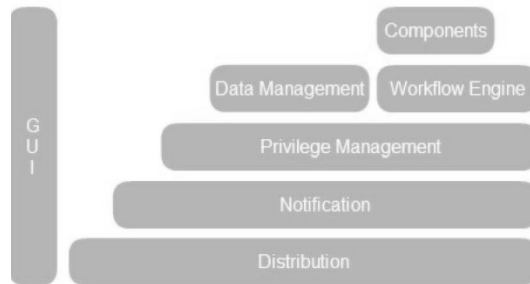 Components
Data Management
Workflow Engine
G
U
I
Privilege Management
Notification
Distribution